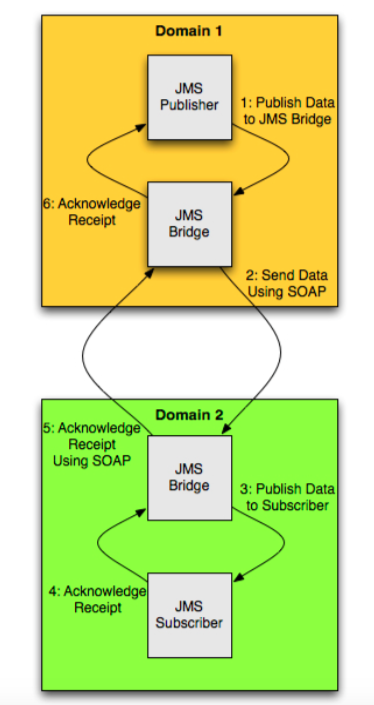 Domain 1
JMS
Publisher
1: Publish Data
to JMS Bridge
6: Acknowledge
Receipt
JMS
Bridge
2: Send Data
Using SOAP
Domain 2
5: Acknowledge
Receipt
Using SOAP
JMS
Bridge
3: Publish Data
to Subscriber
4: Acknowledge
Receipt
JMS
Subscriber